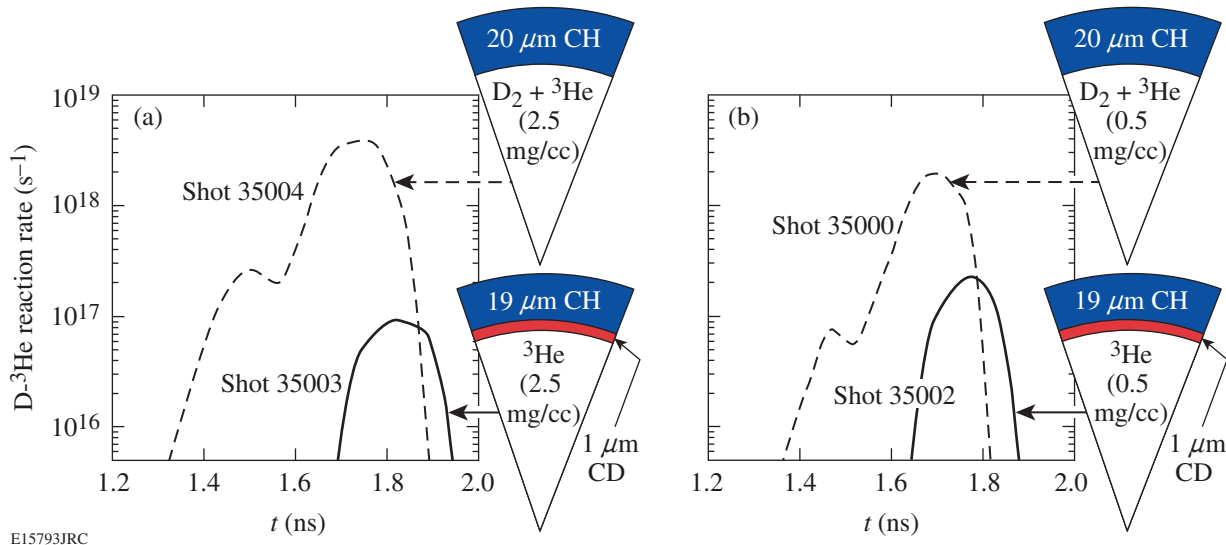 20 μm CH
D₂ + ³He
(2.5
mg/cc)
20 μm CH
D₂ + ³He
(0.5
mg/cc)
D-³He reaction rate (s⁻¹)
10¹⁹
10¹⁸
10¹⁷
10¹⁶
(a)
Shot 35004
Shot 35003
19 μm CH
³He
(2.5
mg/cc)
1 μm
CD
1.2
1.4
1.6
1.8
2.0
t (ns)
(b)
Shot 35000
Shot 35002
19 μm CH
³He
(0.5
mg/cc)
1 μm
CD
1.2
1.4
1.6
1.8
2.0
t (ns)
E15793JRC